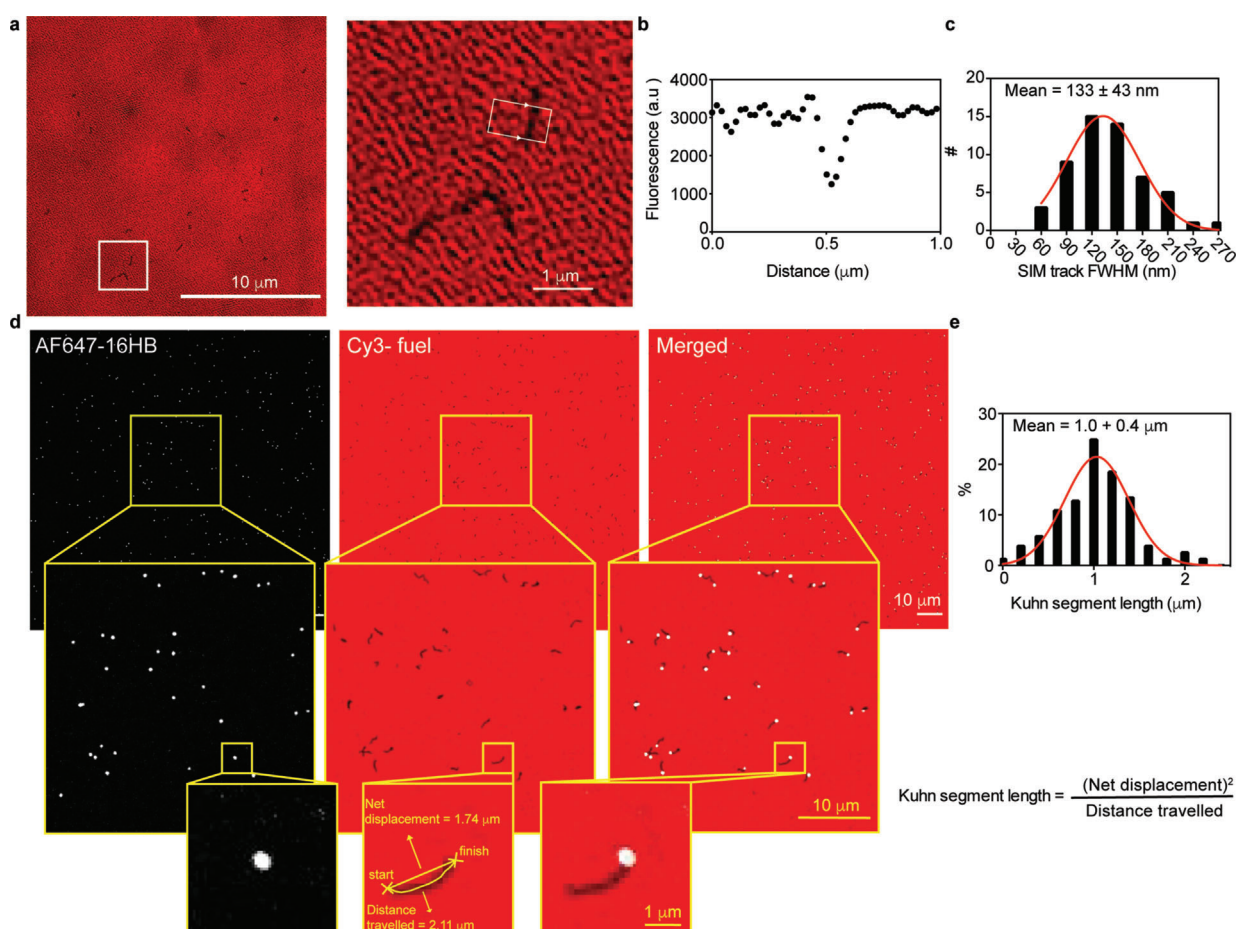 a
10 μm
1 μm
b
Fluorescence (a.u )
4000
3000
2000
1000
0
0.0
0.5
1.0
Distance (μm)
c
#
20
15
10
5
0
Mean = 133 ± 43 nm
0
30
60
90
120
150
180
210
240
270
SIM track FWHM (nm)
d
AF647-16HB
Cy3- fuel
Merged
10 μm
10 μm
Net
displacement = 1.74 μm
finish
start
Distance
travelled = 2.11 μm
1 μm
e
%
30
20
10
0
Mean = 1.0 + 0.4 μm
0
1
2
Kuhn segment length (μm)
Kuhn segment length = (Net displacement)²
Distance travelled